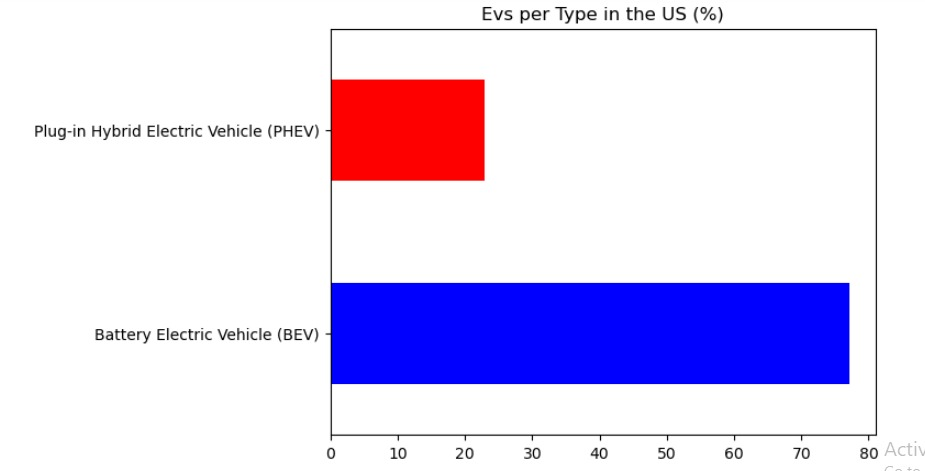 Evs per Type in the US (%)
Plug-in Hybrid Electric Vehicle (PHEV)
Battery Electric Vehicle (BEV)
0 10 20 30 40 50 60 70 80
Activ